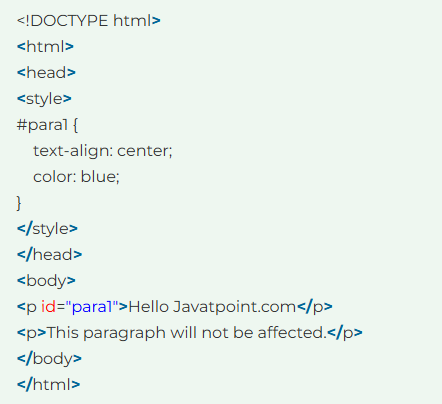 <!DOCTYPE html>
<html>
<head>
<style>
#para1 {
    text-align: center;
    color: blue;
}
</style>
</head>
<body>
<p id="para1">Hello Javatpoint.com</p>
<p>This paragraph will not be affected.</p>
</body>
</html>